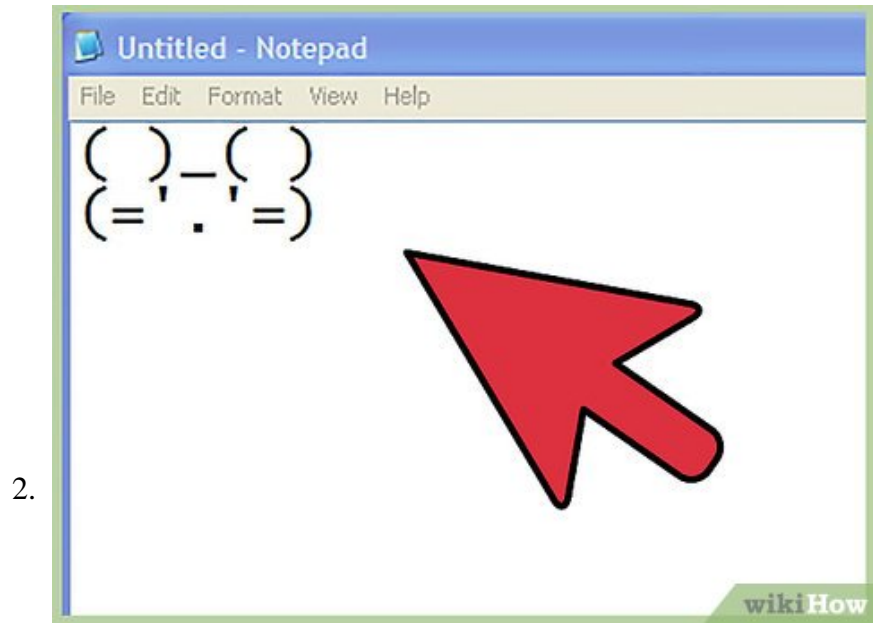 Untitled - Notepad
File Edit Format View Help
( )_( )
(='.'=)
2.
wikiHow